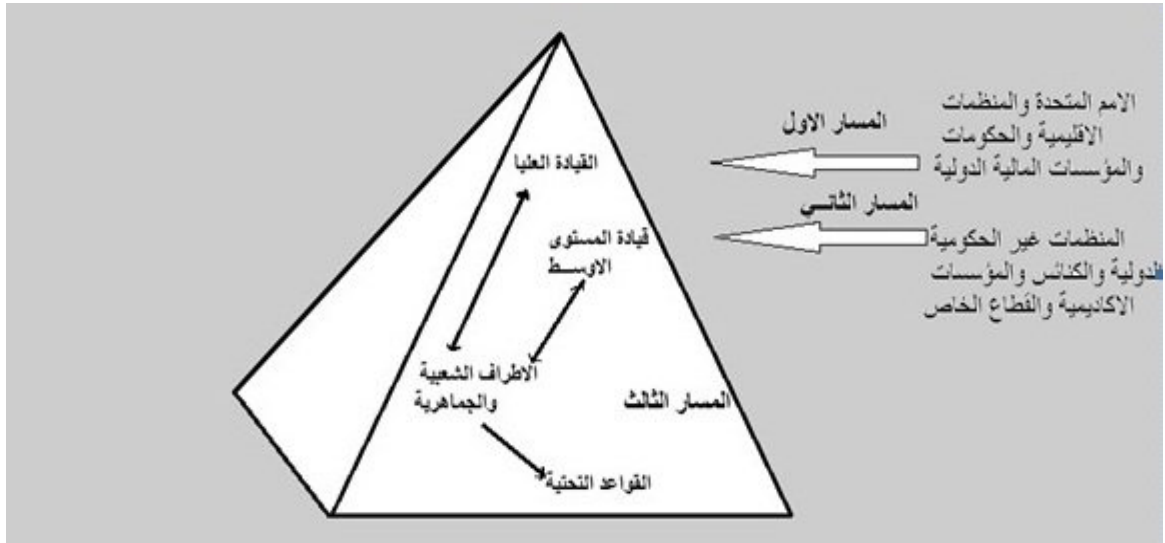 الامم المتحدة والمنظمات
الاقليمية والحكومات
والمؤسسات المالية الدولية
المسار الاول
القيادة العليا
المسار الثانــي
المنظمات غير الحكومية
الدولية والكنائس والمؤسسات
الاكاديمية والقطاع الخاص
قيادة المستوى
الاوســط
الاطراف الشعبية
والجماهرية
المسار الثالث
القواعد التحتية